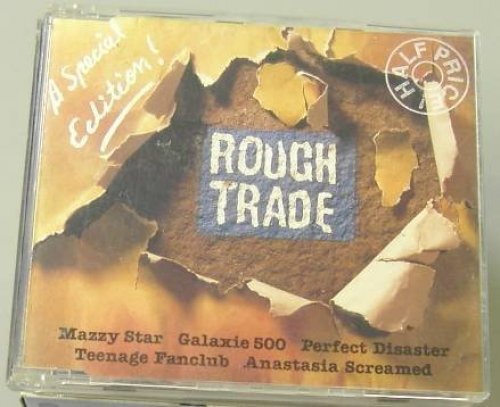 A Special
Edition!
HALF PRICE
ROUGH
TRADE
Mazzy Star Galaxie 500 Perfect Disaster
Teenage Fanclub Anastasia Screamed